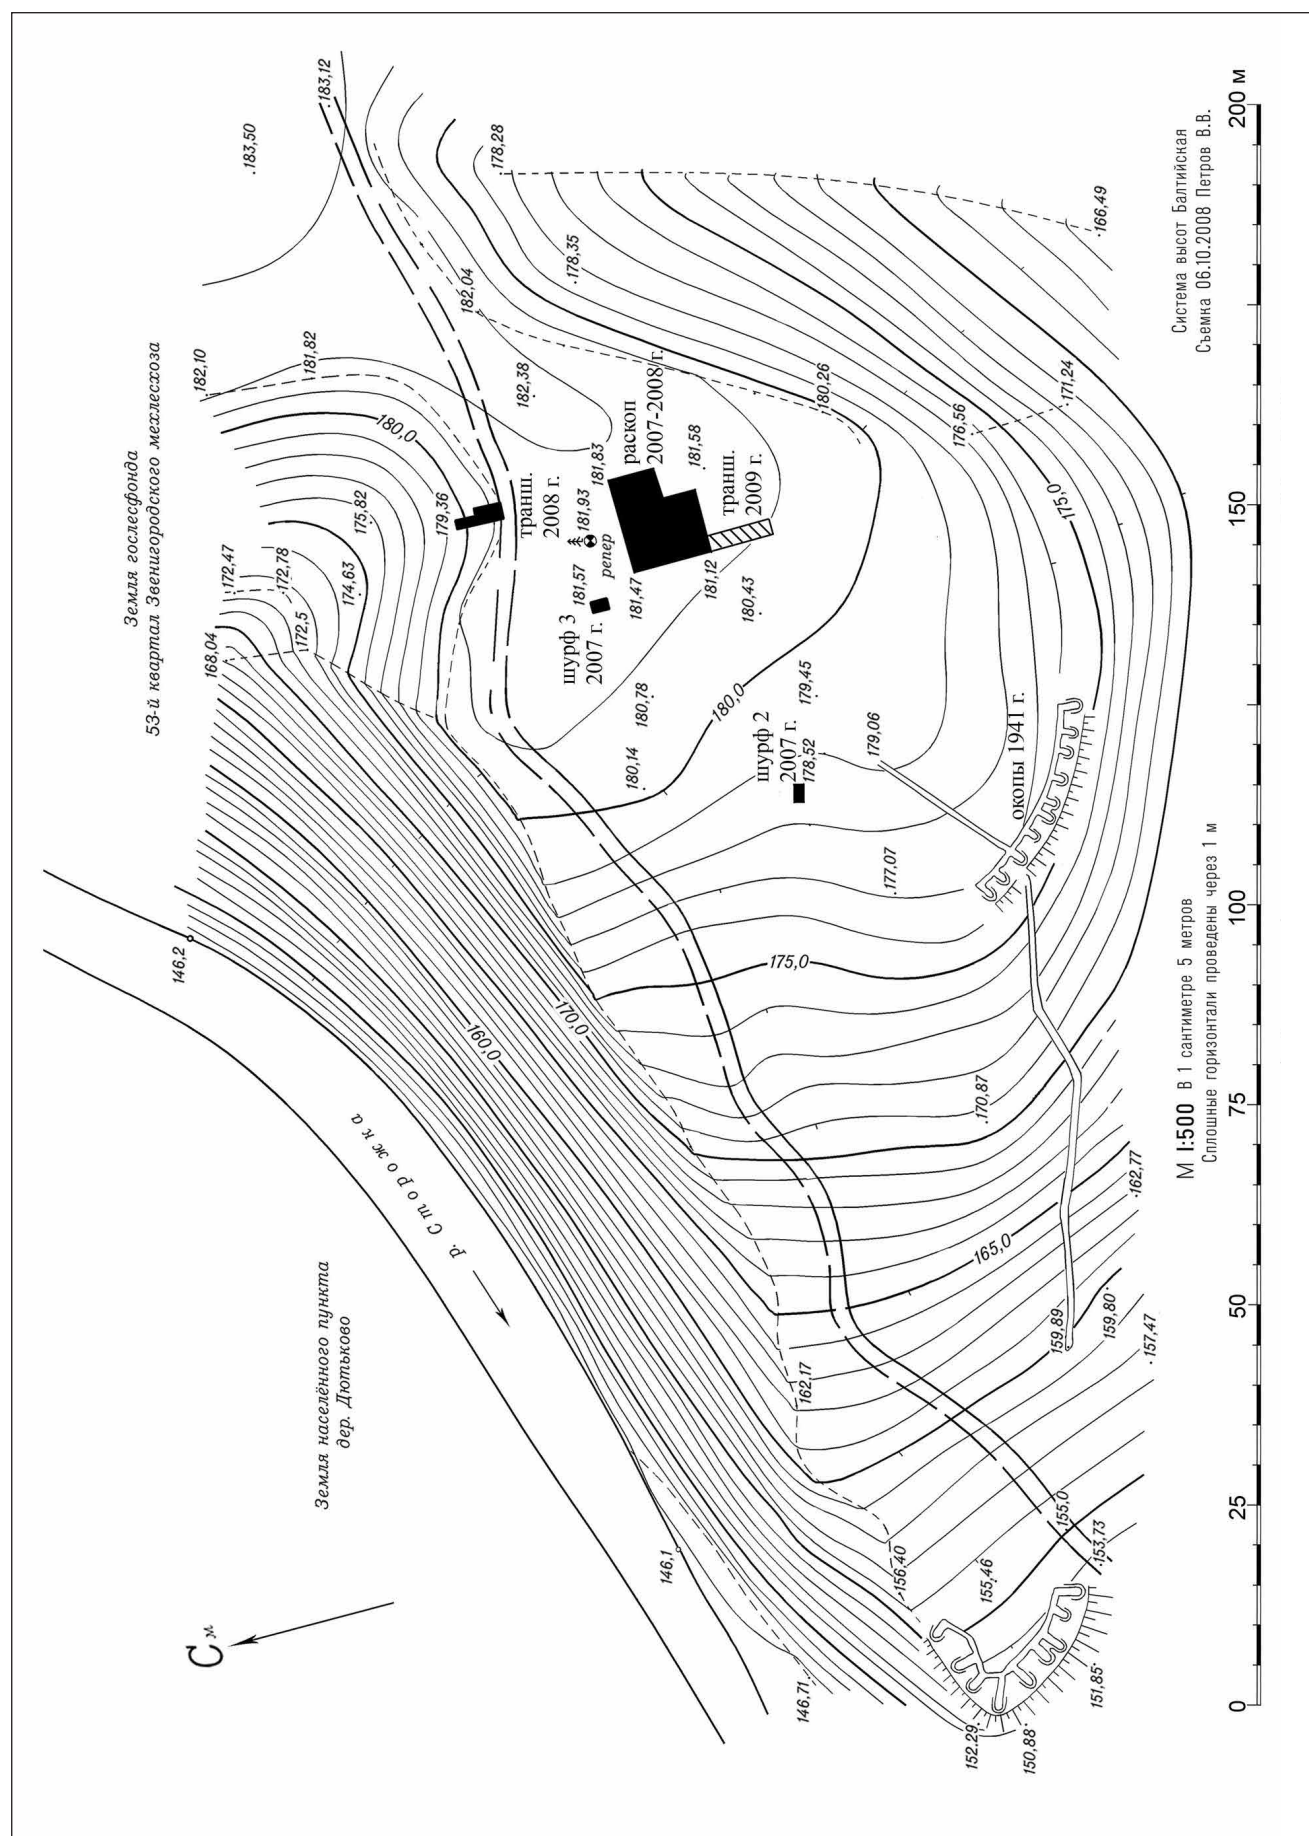 Земля гослесфонда
53-й квартал Звенигородского мехлесхоза
183,12
183,50
182,10
181,82
180,0
178,28
182,04
178,35
182,38
172,47
172,78
175,82
179,36
174,63
168,04
172,5
транш.
2008 г.
181,93
181,83
раскоп
2007-2008 г.
181,58
транш.
2009 г.
репер
181,57
181,47
181,12
180,43
шурф 3
2007 г.
180,26
176,56
171,24
166,49
175,0
180,78
180,0
180,14
179,45
шурф 2
2007 г.
178,52
179,06
окопы 1941 г.
177,07
146,2
175,0
170,0
160,0
170,87
р. Сторожка
162,77
165,0
Земля населённого пункта
дер. Дютьково
159,89
159,80
157,47
162,17
146,1
156,40
155,46
155,0
153,73
См
146,71
152,29
150,88
151,85
Система высот Балтийская
Съемка 06.10.2008 Петров В.В.
М 1:500 В 1 сантиметре 5 метров
Сплошные горизонтали проведены через 1 м
0 25 50 75 100 150 200 м